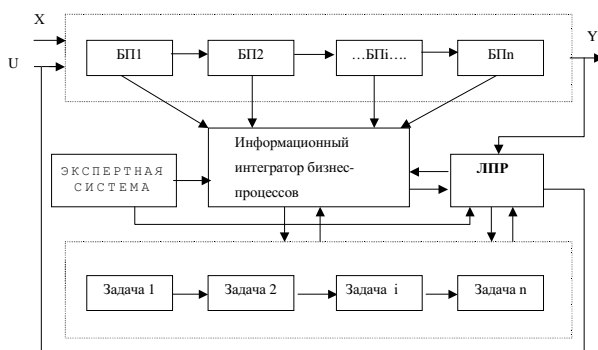 X
Y
U
БП1
БП2
…БПi….
БПn
Информационный
интегратор бизнес-
процессов
ЭКСПЕРТНАЯ
СИСТЕМА
ЛПР
Задача 1
Задача 2
Задача i
Задача n